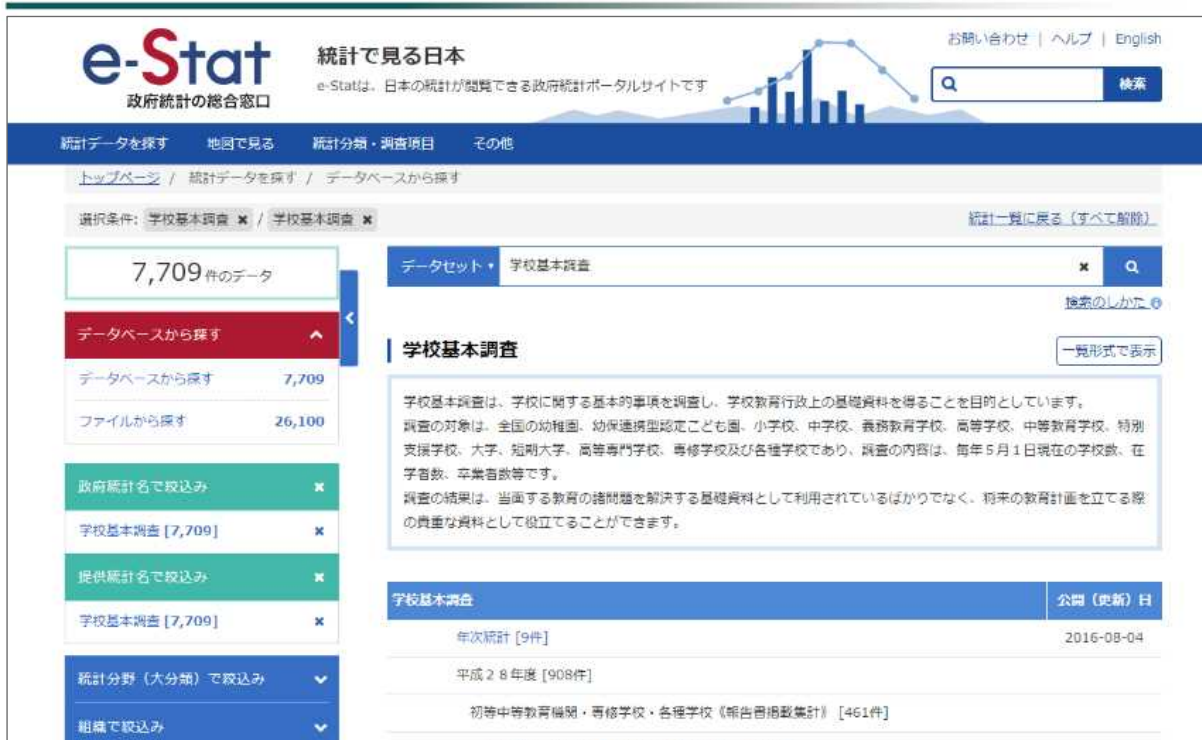 e-Stat
政府統計の総合窓口
統計で見る日本
e-Statは、日本の統計が閲覧できる政府統計ポータルサイトです
お問い合わせ | ヘルプ | English
検索
統計データを探す 地図で見る 統計分類・調査項目 その他
トップページ / 統計データを探す / データベースから探す
選択条件: 学校基本調査 ✖ / 学校基本調査 ✖
統計一覧に戻る（すべて解除）
7,709 件のデータ
データベースから探す
データベースから探す 7,709
ファイルから探す 26,100
政府統計名で絞込み ✖
学校基本調査 [7,709] ✖
提供統計名で絞込み ✖
学校基本調査 [7,709] ✖
統計分野（大分類）で絞込み
組織で絞込み
データセット 学校基本調査 ✖
検索のしかた
学校基本調査
一覧形式で表示
学校基本調査は、学校に関する基本的事項を調査し、学校教育行政上の基礎資料を得ることを目的としています。
調査の対象は、全国の幼稚園、幼保連携型認定こども園、小学校、中学校、義務教育学校、高等学校、中等教育学校、特別
支援学校、大学、短期大学、高等専門学校、専修学校及び各種学校であり、調査の内容は、毎年５月１日現在の学校数、在
学者数、卒業者数等です。
調査の結果は、当面する教育の諸問題を解決する基礎資料として利用されているばかりでなく、将来の教育計画を立てる際
の貴重な資料として役立てることができます。
学校基本調査 公開（更新）日
年次統計 [9件] 2016-08-04
平成２８年度 [908件]
初等中等教育機関・専修学校・各種学校《報告書掲載集計》 [461件]